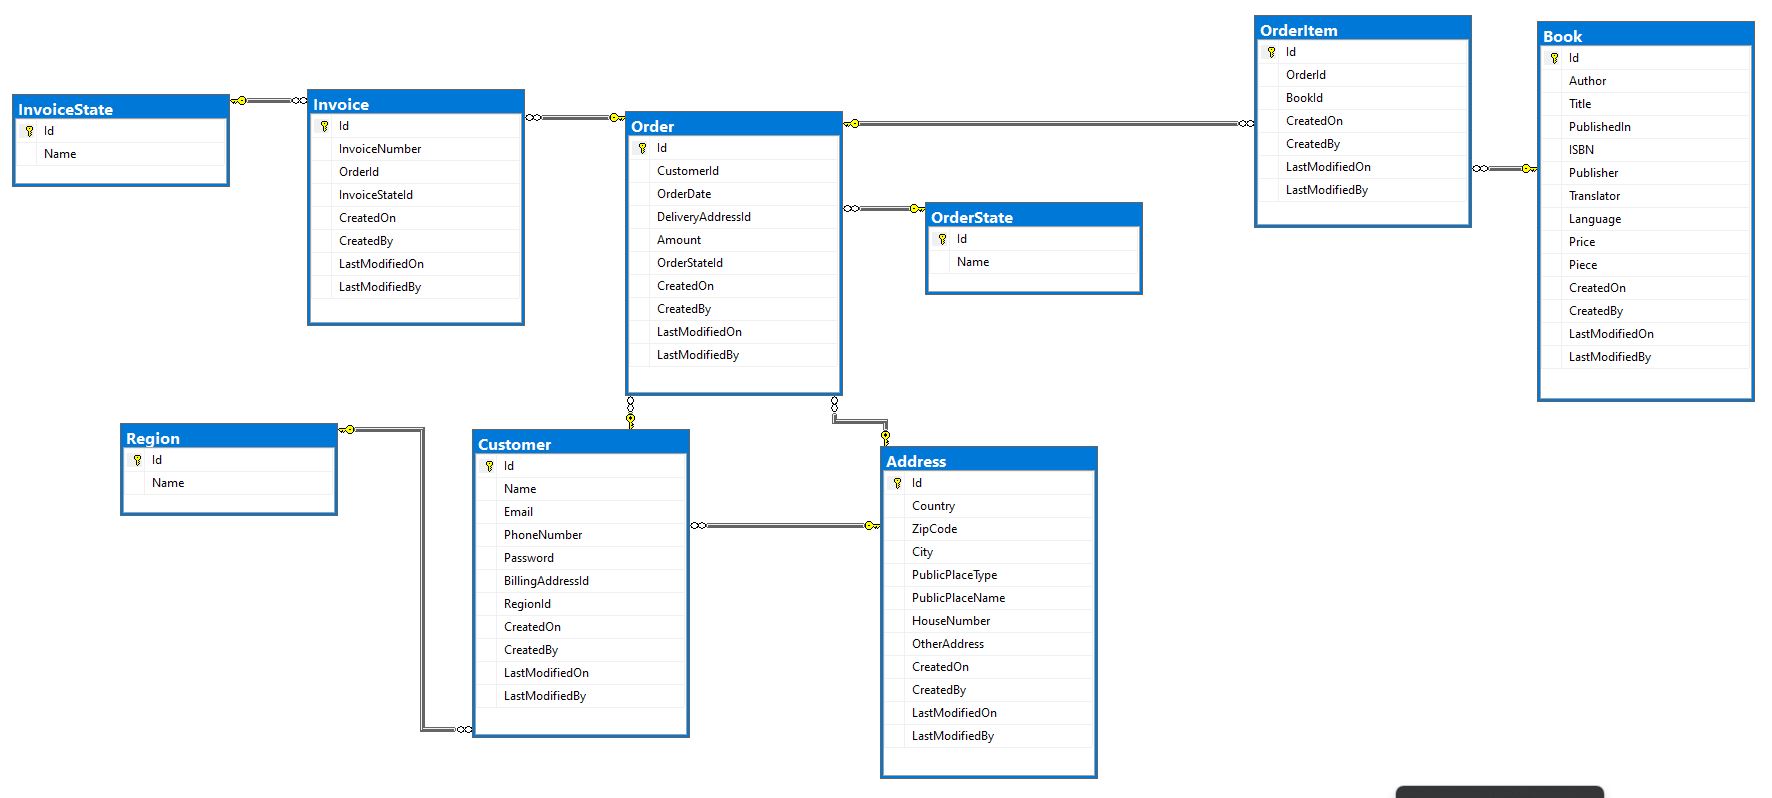 InvoiceState
Id
Name
Invoice
Id
InvoiceNumber
OrderId
InvoiceStateId
CreatedOn
CreatedBy
LastModifiedOn
LastModifiedBy
Order
Id
CustomerId
OrderDate
DeliveryAddressId
Amount
OrderStateId
CreatedOn
CreatedBy
LastModifiedOn
LastModifiedBy
OrderState
Id
Name
OrderItem
Id
OrderId
BookId
CreatedOn
CreatedBy
LastModifiedOn
LastModifiedBy
Book
Id
Author
Title
PublishedIn
ISBN
Publisher
Translator
Language
Price
Piece
CreatedOn
CreatedBy
LastModifiedOn
LastModifiedBy
Region
Id
Name
Customer
Id
Name
Email
PhoneNumber
Password
BillingAddressId
RegionId
CreatedOn
CreatedBy
LastModifiedOn
LastModifiedBy
Address
Id
Country
ZipCode
City
PublicPlaceType
PublicPlaceName
HouseNumber
OtherAddress
CreatedOn
CreatedBy
LastModifiedOn
LastModifiedBy